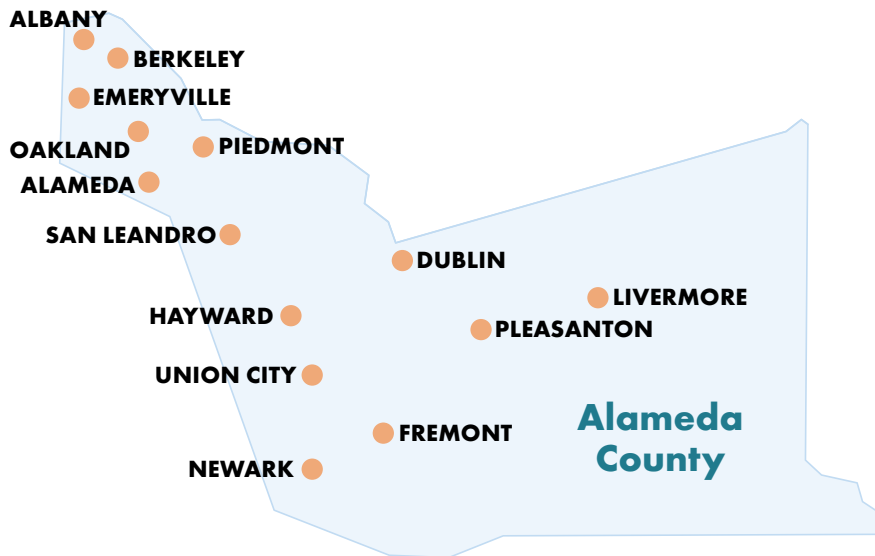 ALBANY
BERKELEY
EMERYVILLE
OAKLAND
PIEDMONT
ALAMEDA
SAN LEANDRO
DUBLIN
LIVERMORE
HAYWARD
PLEASANTON
UNION CITY
Alameda
County
FREMONT
NEWARK